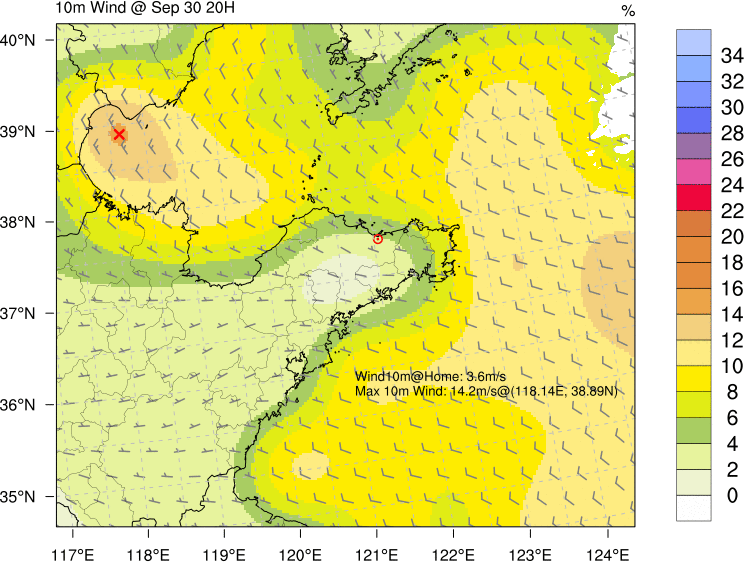 10m Wind @ Sep 30 20H
%
40°N
39°N
38°N
37°N
36°N
35°N
117°E
118°E
119°E
120°E
121°E
122°E
123°E
124°E
Wind10m@Home: 3.6m/s
Max 10m Wind: 14.2m/s@(118.14E, 38.89N)
34
32
30
28
26
24
22
20
18
16
14
12
10
8
6
4
2
0